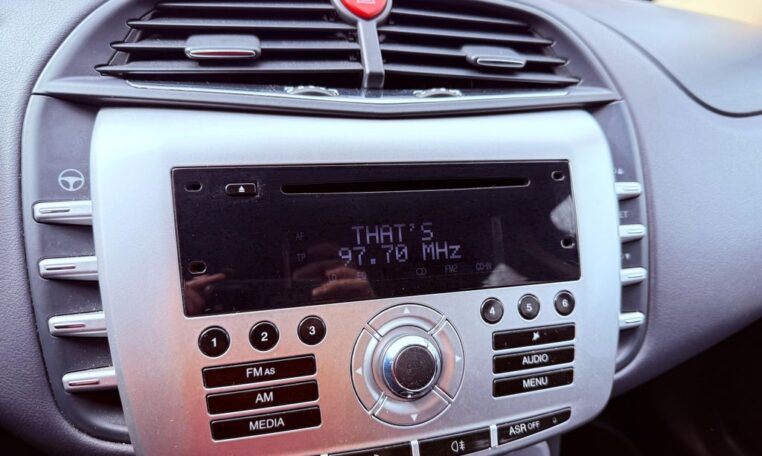 AF
THAT'S
TP
97.70 MHz
CD FM2
1 2 3
4 5 6
FM AS
AM
MEDIA
AUDIO
MENU
ASR OFF